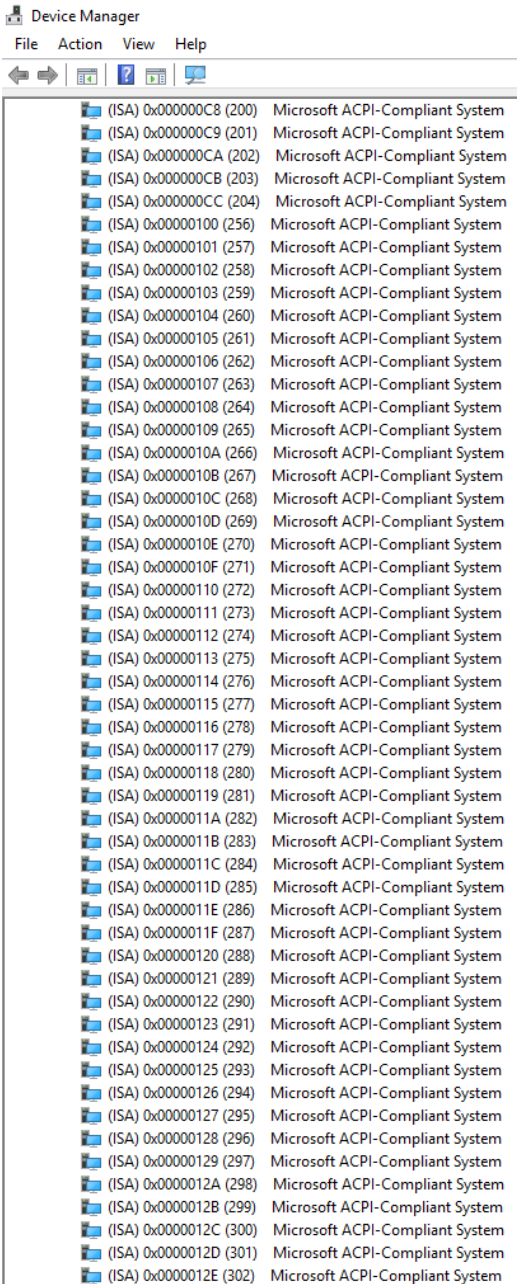 Device Manager
File Action View Help
(ISA) 0x000000C8 (200) Microsoft ACPI-Compliant System
(ISA) 0x000000C9 (201) Microsoft ACPI-Compliant System
(ISA) 0x000000CA (202) Microsoft ACPI-Compliant System
(ISA) 0x000000CB (203) Microsoft ACPI-Compliant System
(ISA) 0x000000CC (204) Microsoft ACPI-Compliant System
(ISA) 0x00000100 (256) Microsoft ACPI-Compliant System
(ISA) 0x00000101 (257) Microsoft ACPI-Compliant System
(ISA) 0x00000102 (258) Microsoft ACPI-Compliant System
(ISA) 0x00000103 (259) Microsoft ACPI-Compliant System
(ISA) 0x00000104 (260) Microsoft ACPI-Compliant System
(ISA) 0x00000105 (261) Microsoft ACPI-Compliant System
(ISA) 0x00000106 (262) Microsoft ACPI-Compliant System
(ISA) 0x00000107 (263) Microsoft ACPI-Compliant System
(ISA) 0x00000108 (264) Microsoft ACPI-Compliant System
(ISA) 0x00000109 (265) Microsoft ACPI-Compliant System
(ISA) 0x0000010A (266) Microsoft ACPI-Compliant System
(ISA) 0x0000010B (267) Microsoft ACPI-Compliant System
(ISA) 0x0000010C (268) Microsoft ACPI-Compliant System
(ISA) 0x0000010D (269) Microsoft ACPI-Compliant System
(ISA) 0x0000010E (270) Microsoft ACPI-Compliant System
(ISA) 0x0000010F (271) Microsoft ACPI-Compliant System
(ISA) 0x00000110 (272) Microsoft ACPI-Compliant System
(ISA) 0x00000111 (273) Microsoft ACPI-Compliant System
(ISA) 0x00000112 (274) Microsoft ACPI-Compliant System
(ISA) 0x00000113 (275) Microsoft ACPI-Compliant System
(ISA) 0x00000114 (276) Microsoft ACPI-Compliant System
(ISA) 0x00000115 (277) Microsoft ACPI-Compliant System
(ISA) 0x00000116 (278) Microsoft ACPI-Compliant System
(ISA) 0x00000117 (279) Microsoft ACPI-Compliant System
(ISA) 0x00000118 (280) Microsoft ACPI-Compliant System
(ISA) 0x00000119 (281) Microsoft ACPI-Compliant System
(ISA) 0x0000011A (282) Microsoft ACPI-Compliant System
(ISA) 0x0000011B (283) Microsoft ACPI-Compliant System
(ISA) 0x0000011C (284) Microsoft ACPI-Compliant System
(ISA) 0x0000011D (285) Microsoft ACPI-Compliant System
(ISA) 0x0000011E (286) Microsoft ACPI-Compliant System
(ISA) 0x0000011F (287) Microsoft ACPI-Compliant System
(ISA) 0x00000120 (288) Microsoft ACPI-Compliant System
(ISA) 0x00000121 (289) Microsoft ACPI-Compliant System
(ISA) 0x00000122 (290) Microsoft ACPI-Compliant System
(ISA) 0x00000123 (291) Microsoft ACPI-Compliant System
(ISA) 0x00000124 (292) Microsoft ACPI-Compliant System
(ISA) 0x00000125 (293) Microsoft ACPI-Compliant System
(ISA) 0x00000126 (294) Microsoft ACPI-Compliant System
(ISA) 0x00000127 (295) Microsoft ACPI-Compliant System
(ISA) 0x00000128 (296) Microsoft ACPI-Compliant System
(ISA) 0x00000129 (297) Microsoft ACPI-Compliant System
(ISA) 0x0000012A (298) Microsoft ACPI-Compliant System
(ISA) 0x0000012B (299) Microsoft ACPI-Compliant System
(ISA) 0x0000012C (300) Microsoft ACPI-Compliant System
(ISA) 0x0000012D (301) Microsoft ACPI-Compliant System
(ISA) 0x0000012E (302) Microsoft ACPI-Compliant System